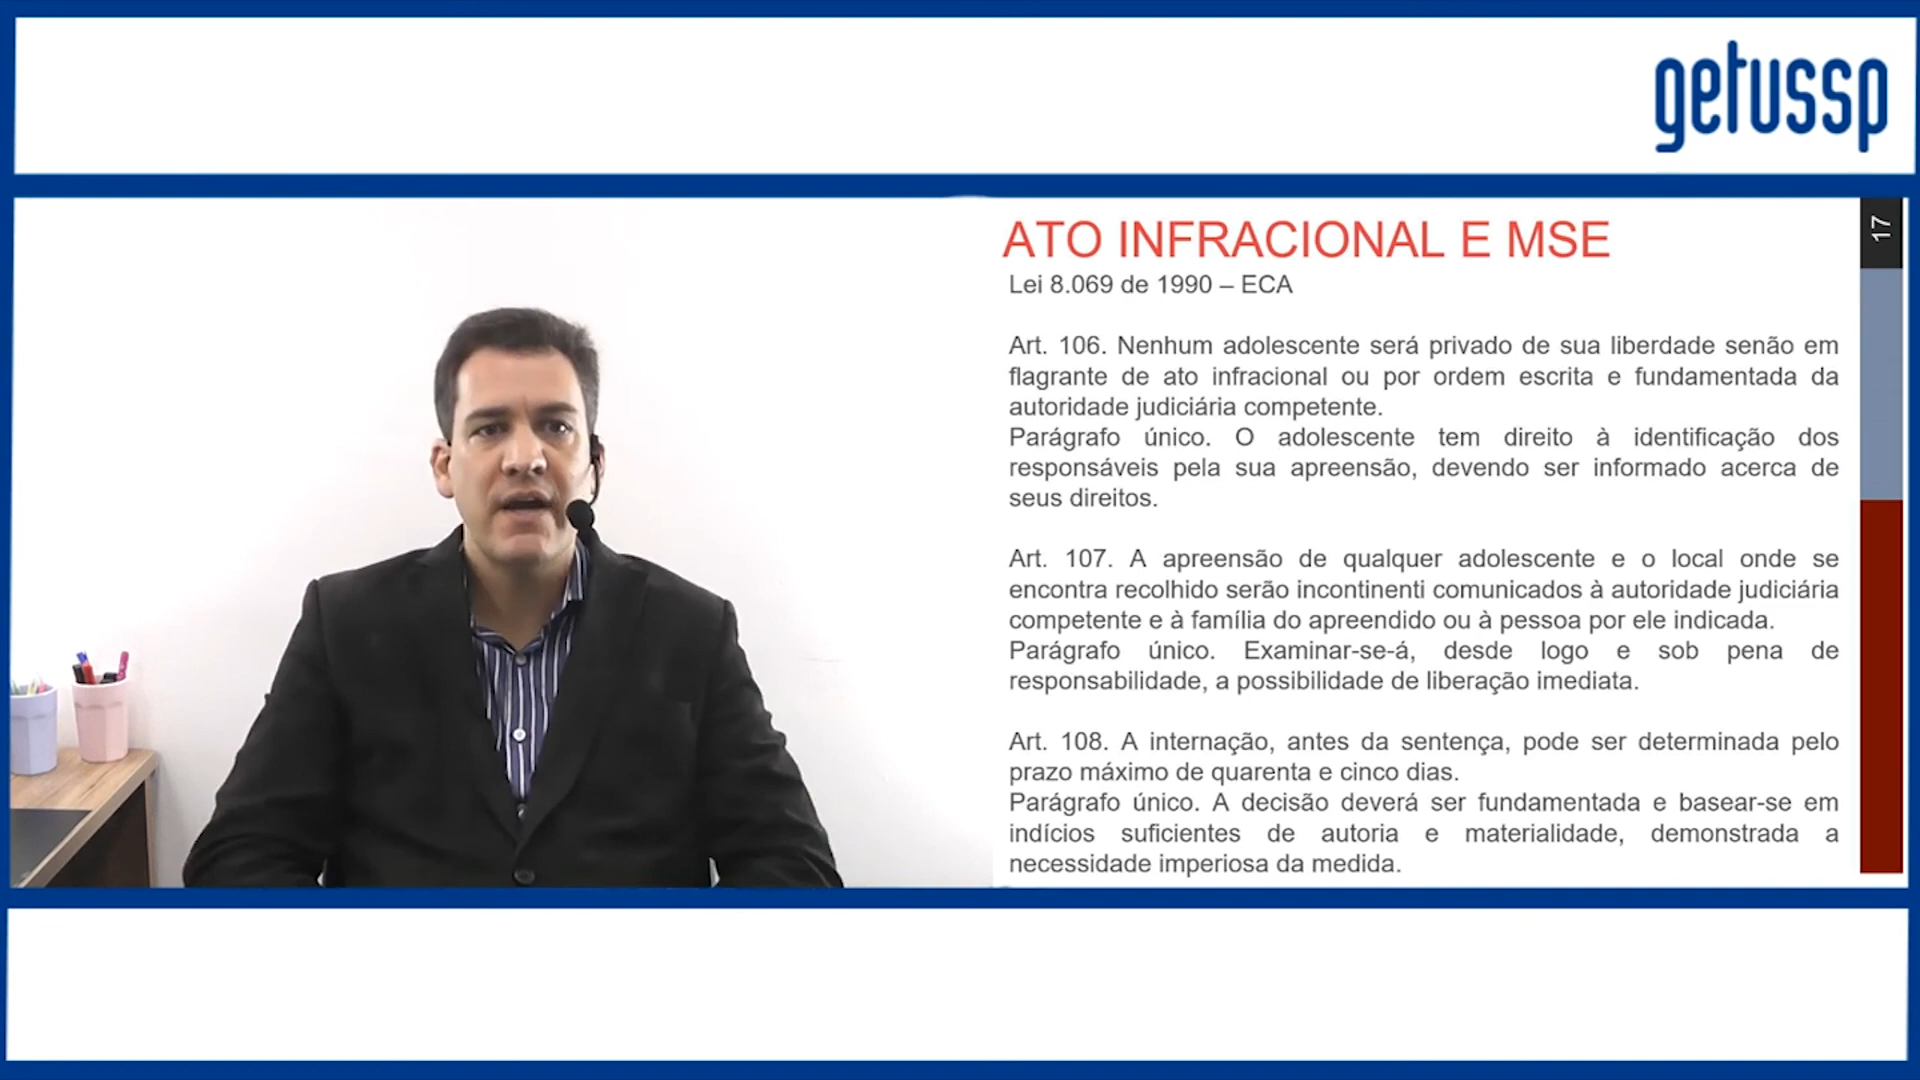 getussp
ATO INFRACIONAL E MSE
17
Lei 8.069 de 1990 – ECA
Art. 106. Nenhum adolescente será privado de sua liberdade senão em
flagrante de ato infracional ou por ordem escrita e fundamentada da
autoridade judiciária competente.
Parágrafo único. O adolescente tem direito à identificação dos
responsáveis pela sua apreensão, devendo ser informado acerca de
seus direitos.
Art. 107. A apreensão de qualquer adolescente e o local onde se
encontra recolhido serão incontinenti comunicados à autoridade judiciária
competente e à família do apreendido ou à pessoa por ele indicada.
Parágrafo único. Examinar-se-á, desde logo e sob pena de
responsabilidade, a possibilidade de liberação imediata.
Art. 108. A internação, antes da sentença, pode ser determinada pelo
prazo máximo de quarenta e cinco dias.
Parágrafo único. A decisão deverá ser fundamentada e basear-se em
indícios suficientes de autoria e materialidade, demonstrada a
necessidade imperiosa da medida.